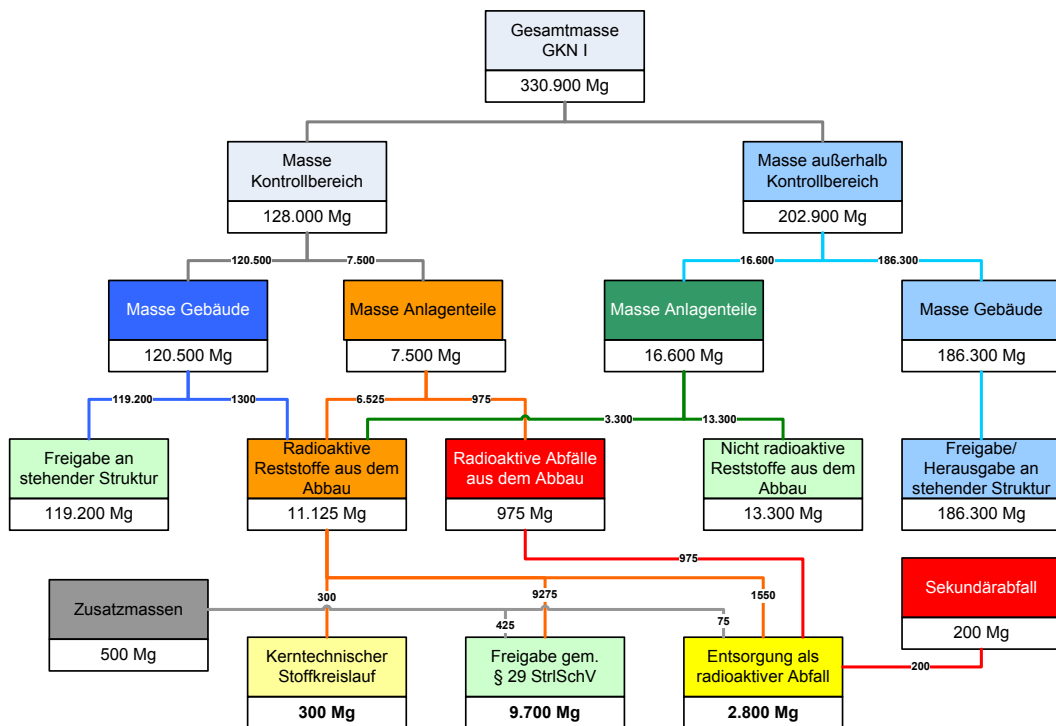 Gesamtmasse
GKN I
330.900 Mg
Masse
Kontrollbereich
128.000 Mg
Masse außerhalb
Kontrollbereich
202.900 Mg
120.500
7.500
16.600
186.300
Masse Gebäude
120.500 Mg
Masse Anlagenteile
7.500 Mg
Masse Anlagenteile
16.600 Mg
Masse Gebäude
186.300 Mg
119.200
1300
6.525
975
3.300
13.300
Freigabe an
stehender Struktur
119.200 Mg
Radioaktive
Reststoffe aus dem
Abbau
11.125 Mg
Radioaktive Abfälle
aus dem Abbau
975 Mg
Nicht radioaktive
Reststoffe aus dem
Abbau
13.300 Mg
Freigabe/
Herausgabe an
stehender Struktur
186.300 Mg
975
Zusatzmassen
500 Mg
300
9275
1550
425
75
Sekundärabfall
200 Mg
200
Kerntechnischer
Stoffkreislauf
300 Mg
Freigabe gem.
§ 29 StrlSchV
9.700 Mg
Entsorgung als
radioaktiver Abfall
2.800 Mg